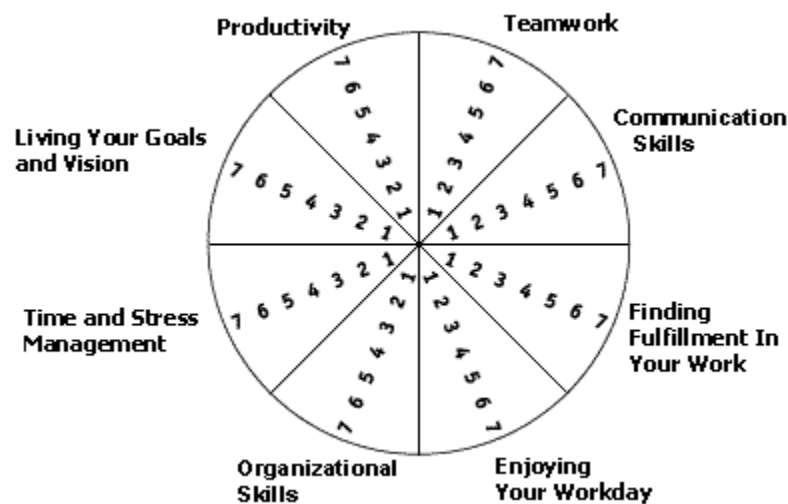 Productivity
Teamwork
Communication
Skills
Living Your Goals
and Vision
7 6 5 4 3 2 1
1 2 3 4 5 6 7
7 6 5 4 3 2 1
1 2 3 4 5 6 7
7 6 5 4 3 2 1
1 2 3 4 5 6 7
1 2 3 4 5 6 7
1 2 3 4 5 6 7
Time and Stress
Management
Finding
Fulfillment In
Your Work
Organizational
Skills
Enjoying
Your Workday